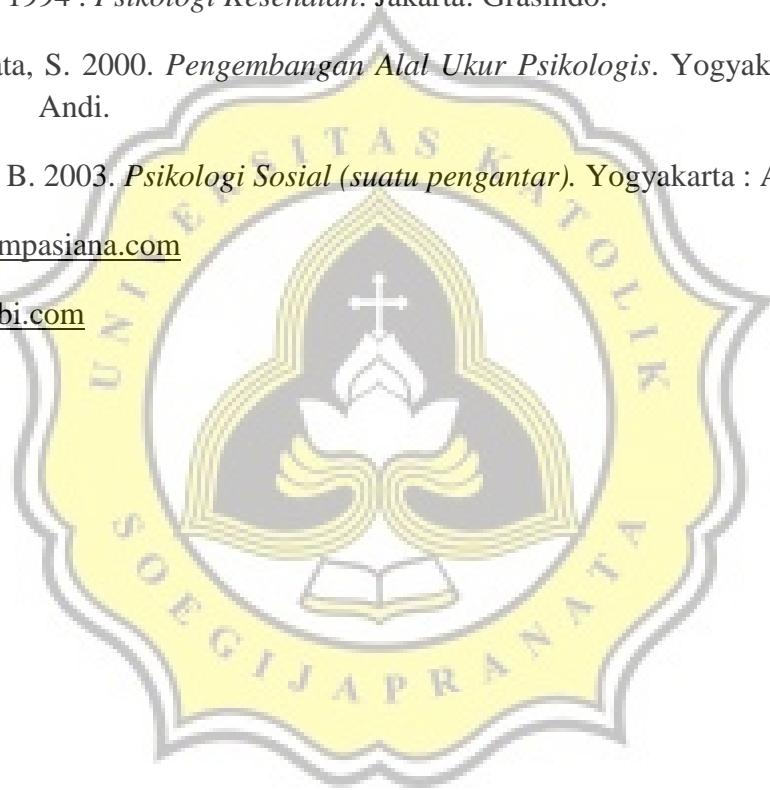 1994 : Psikologi Kesehatan. Jakarta: Grasindo.
ata, S. 2000. Pengembangan Alal Ukur Psikologis. Yogyak
Andi.
B. 2003. Psikologi Sosial (suatu pengantar). Yogyakarta : A
mpasiana.com
bi.com
UNIVERSITAS KATOLIK
SOEGIJAPRANATA